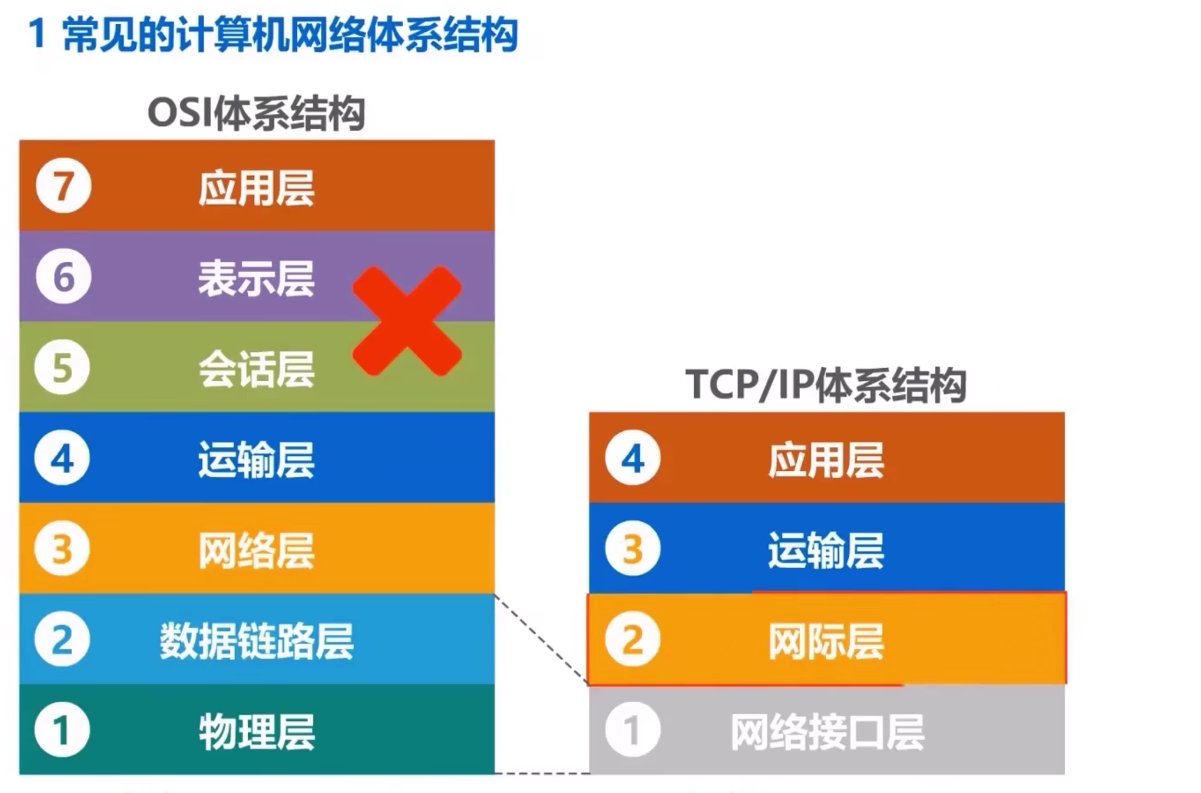 1 常见的计算机网络体系结构
OSI体系结构
7 应用层
6 表示层
5 会话层
4 运输层
3 网络层
2 数据链路层
1 物理层
TCP/IP体系结构
4 应用层
3 运输层
2 网际层
1 网络接口层